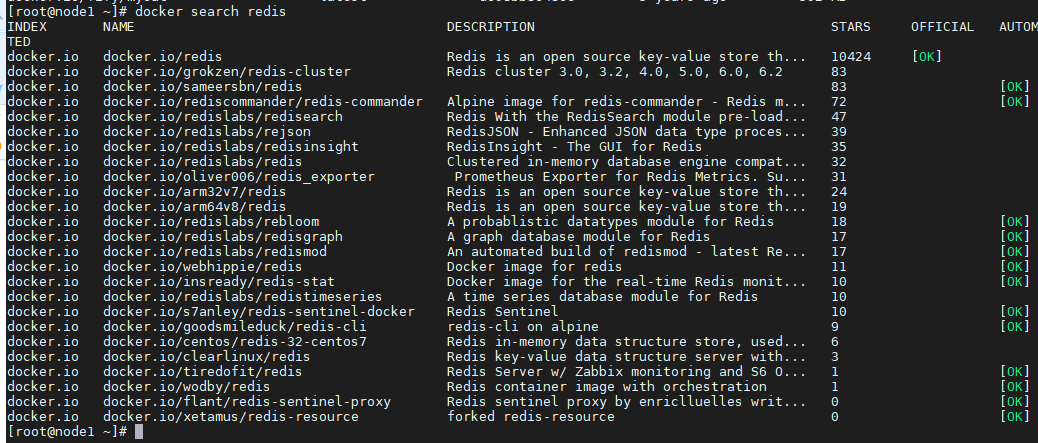 [root@node1 ~]# docker search redis
INDEX NAME DESCRIPTION STARS OFFICIAL AUTOM
TED
docker.io docker.io/redis Redis is an open source key-value store th... 10424 [OK]
docker.io docker.io/grokzen/redis-cluster Redis cluster 3.0, 3.2, 4.0, 5.0, 6.0, 6.2 83
docker.io docker.io/sameersbn/redis 83 [OK]
docker.io docker.io/rediscommander/redis-commander Alpine image for redis-commander - Redis m... 72 [OK]
docker.io docker.io/redislabs/redisearch Redis With the RedisSearch module pre-load... 47
docker.io docker.io/redislabs/rejson RedisJSON - Enhanced JSON data type proces... 39
docker.io docker.io/redislabs/redisinsight RedisInsight - The GUI for Redis 35
docker.io docker.io/redislabs/redis Clustered in-memory database engine compat... 32
docker.io docker.io/oliver006/redis_exporter Prometheus Exporter for Redis Metrics. Su... 31
docker.io docker.io/arm32v7/redis Redis is an open source key-value store th... 24
docker.io docker.io/arm64v8/redis Redis is an open source key-value store th... 19
docker.io docker.io/redislabs/rebloom A probablistic datatypes module for Redis 18 [OK]
docker.io docker.io/redislabs/redisgraph A graph database module for Redis 17 [OK]
docker.io docker.io/redislabs/redismod An automated build of redismod - latest Re... 17 [OK]
docker.io docker.io/webhippie/redis Docker image for redis 11 [OK]
docker.io docker.io/insready/redis-stat Docker image for the real-time Redis monit... 10 [OK]
docker.io docker.io/redislabs/redistimeseries A time series database module for Redis 10
docker.io docker.io/s7anley/redis-sentinel-docker Redis Sentinel 10 [OK]
docker.io docker.io/goodsmileduck/redis-cli redis-cli on alpine 9 [OK]
docker.io docker.io/centos/redis-32-centos7 Redis in-memory data structure store, used... 6
docker.io docker.io/clearlinux/redis Redis key-value data structure server with... 3
docker.io docker.io/tiredofit/redis Redis Server w/ Zabbix monitoring and S6 O... 1 [OK]
docker.io docker.io/wodby/redis Redis container image with orchestration 1 [OK]
docker.io docker.io/flant/redis-sentinel-proxy Redis sentinel proxy by enriclluelles writ... 0 [OK]
docker.io docker.io/xetamus/redis-resource forked redis-resource 0 [OK]
[root@node1 ~]#